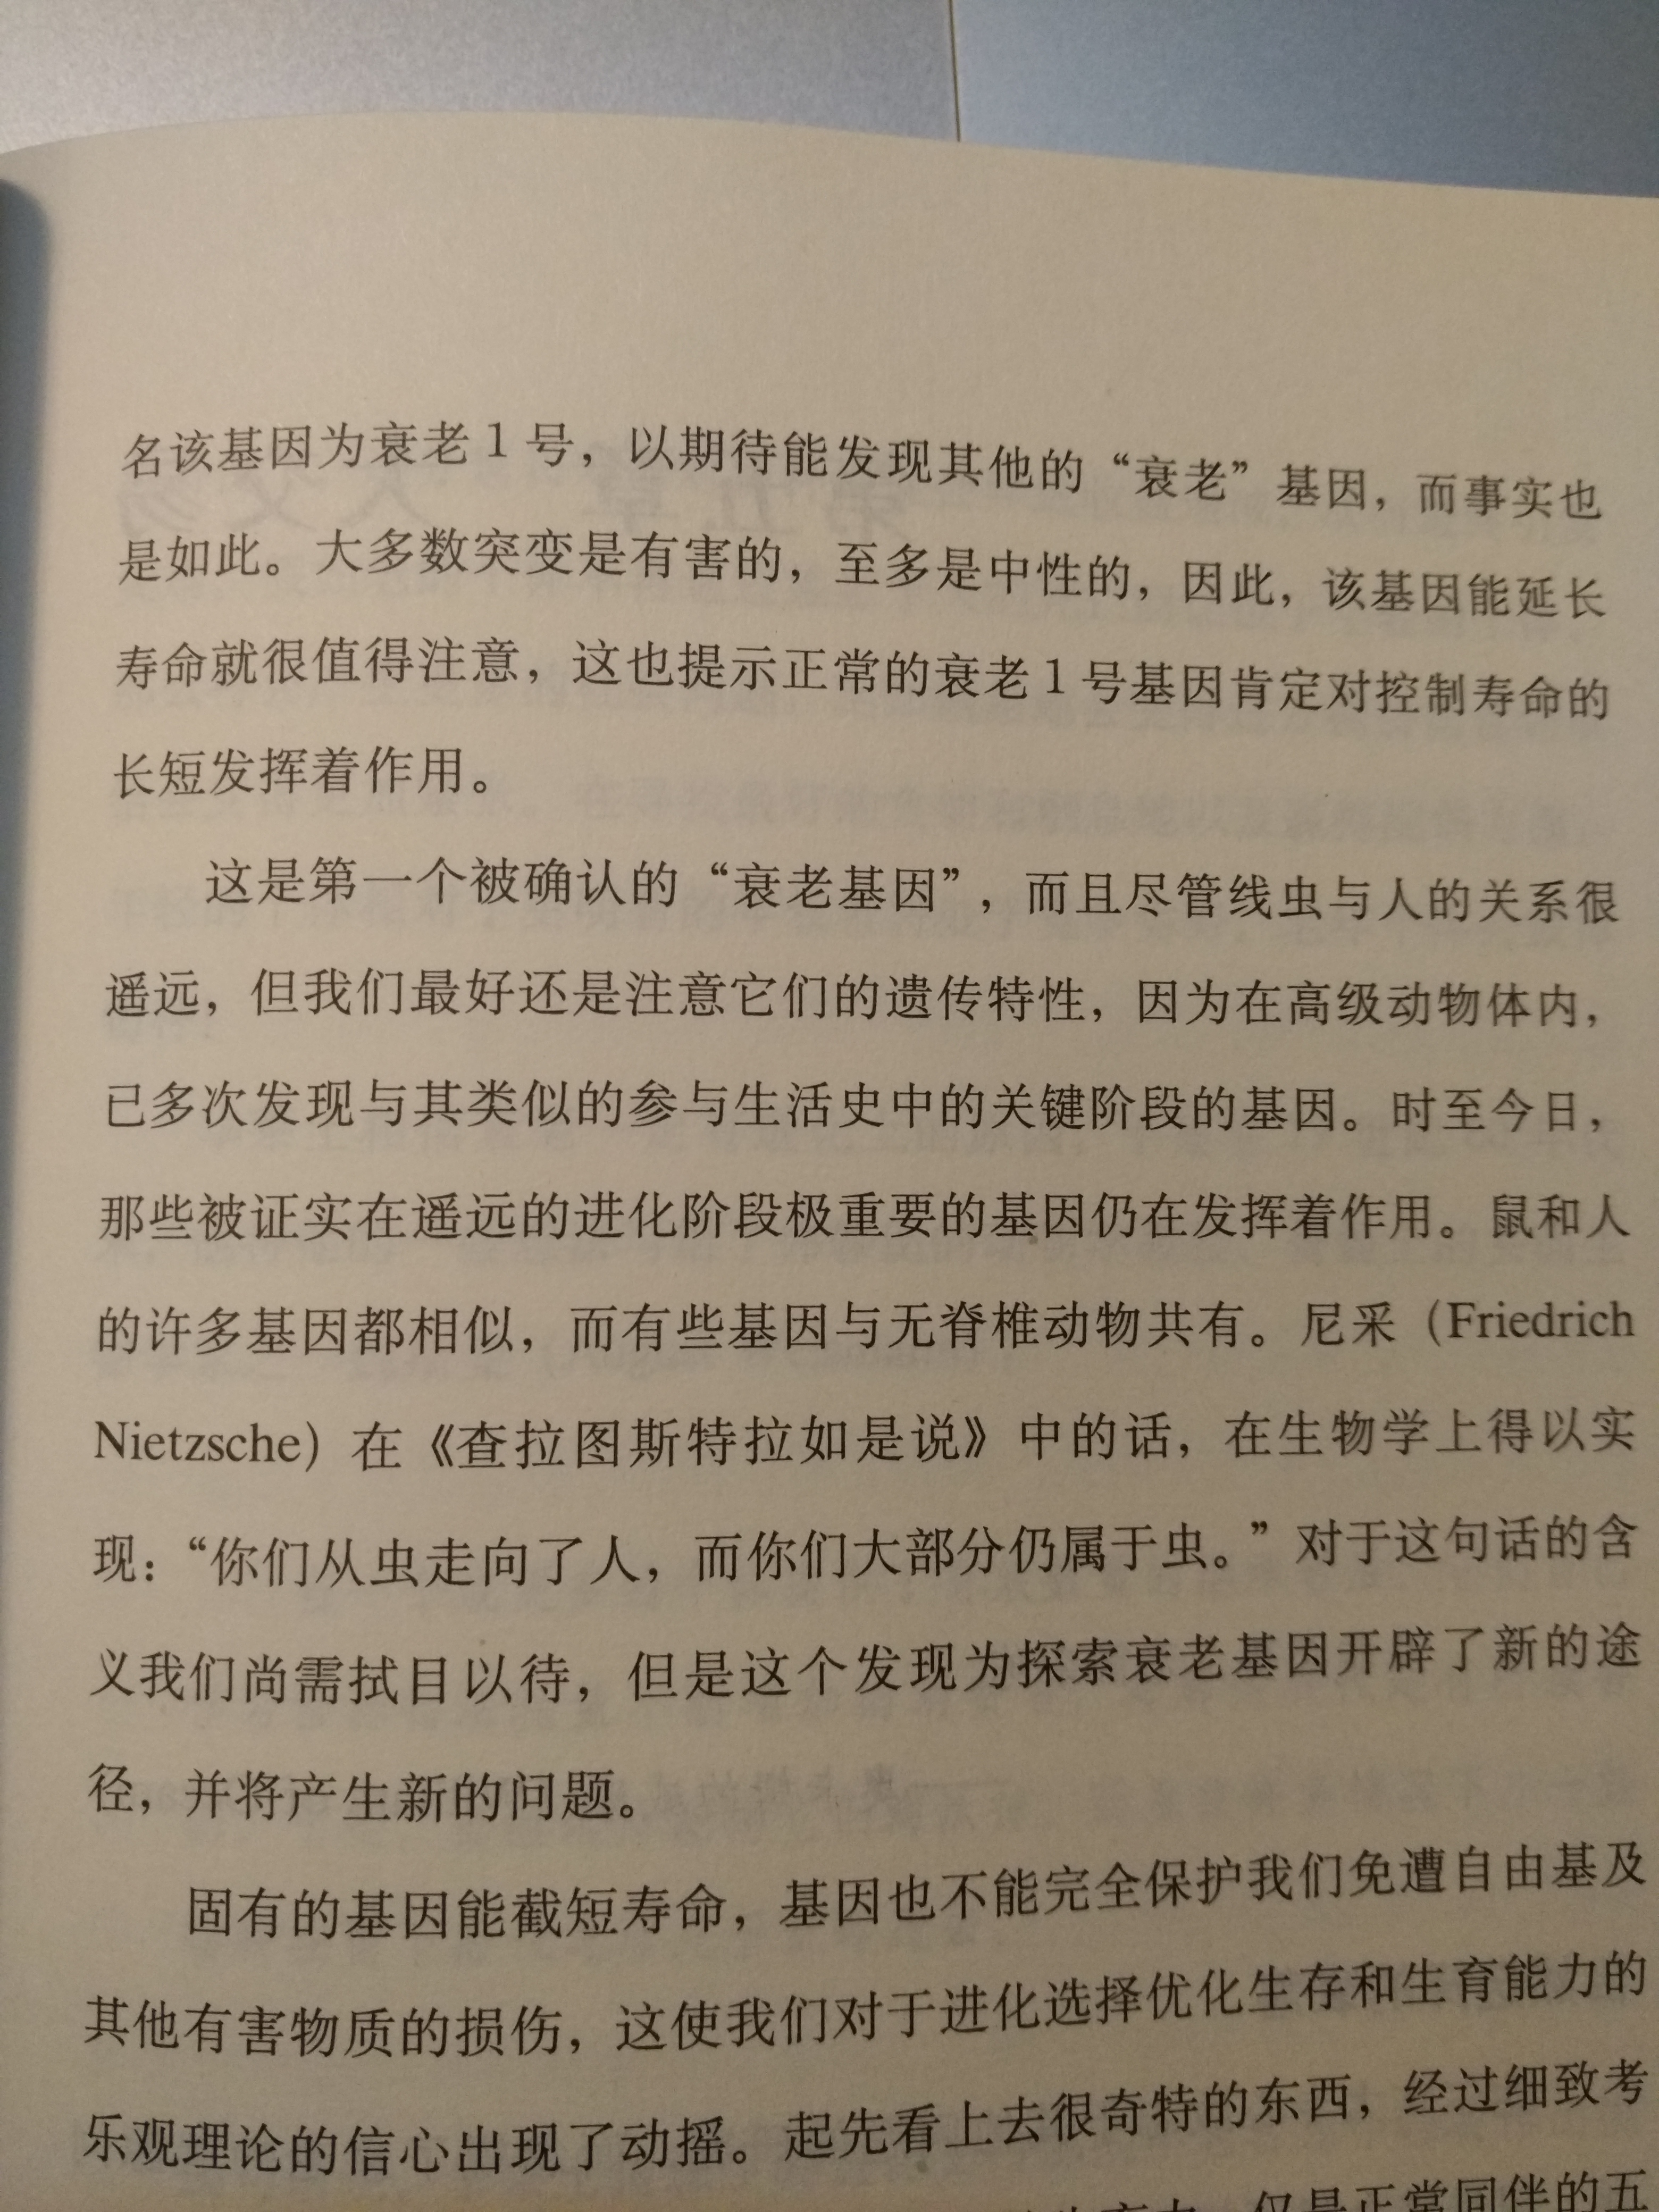 名该基因为衰老1号，以期待能发现其他的“衰老”基因，而事实也
是如此。大多数突变是有害的，至多是中性的，因此，该基因能延长
寿命就很值得注意，这也提示正常的衰老1号基因肯定对控制寿命的
长短发挥着作用。
这是第一个被确认的“衰老基因”，而且尽管线虫与人的关系很
遥远，但我们最好还是注意它们的遗传特性，因为在高级动物体内，
已多次发现与其类似的参与生活史中的关键阶段的基因。时至今日，
那些被证实在遥远的进化阶段极重要的基因仍在发挥着作用。鼠和人
的许多基因都相似，而有些基因与无脊椎动物共有。尼采（Friedrich
Nietzsche）在《查拉图斯特拉如是说》中的话，在生物学上得以实
现：“你们从虫走向了人，而你们大部分仍属于虫。”对于这句话的含
义我们尚需拭目以待，但是这个发现为探索衰老基因开辟了新的途
径，并将产生新的问题。
固有的基因能截短寿命，基因也不能完全保护我们免遭自由基及
其他有害物质的损伤，这使我们对于进化选择优化生存和生育能力的
乐观理论的信心出现了动摇。起先看上去很奇特的东西，经过细致考
仅是正常同伴的五